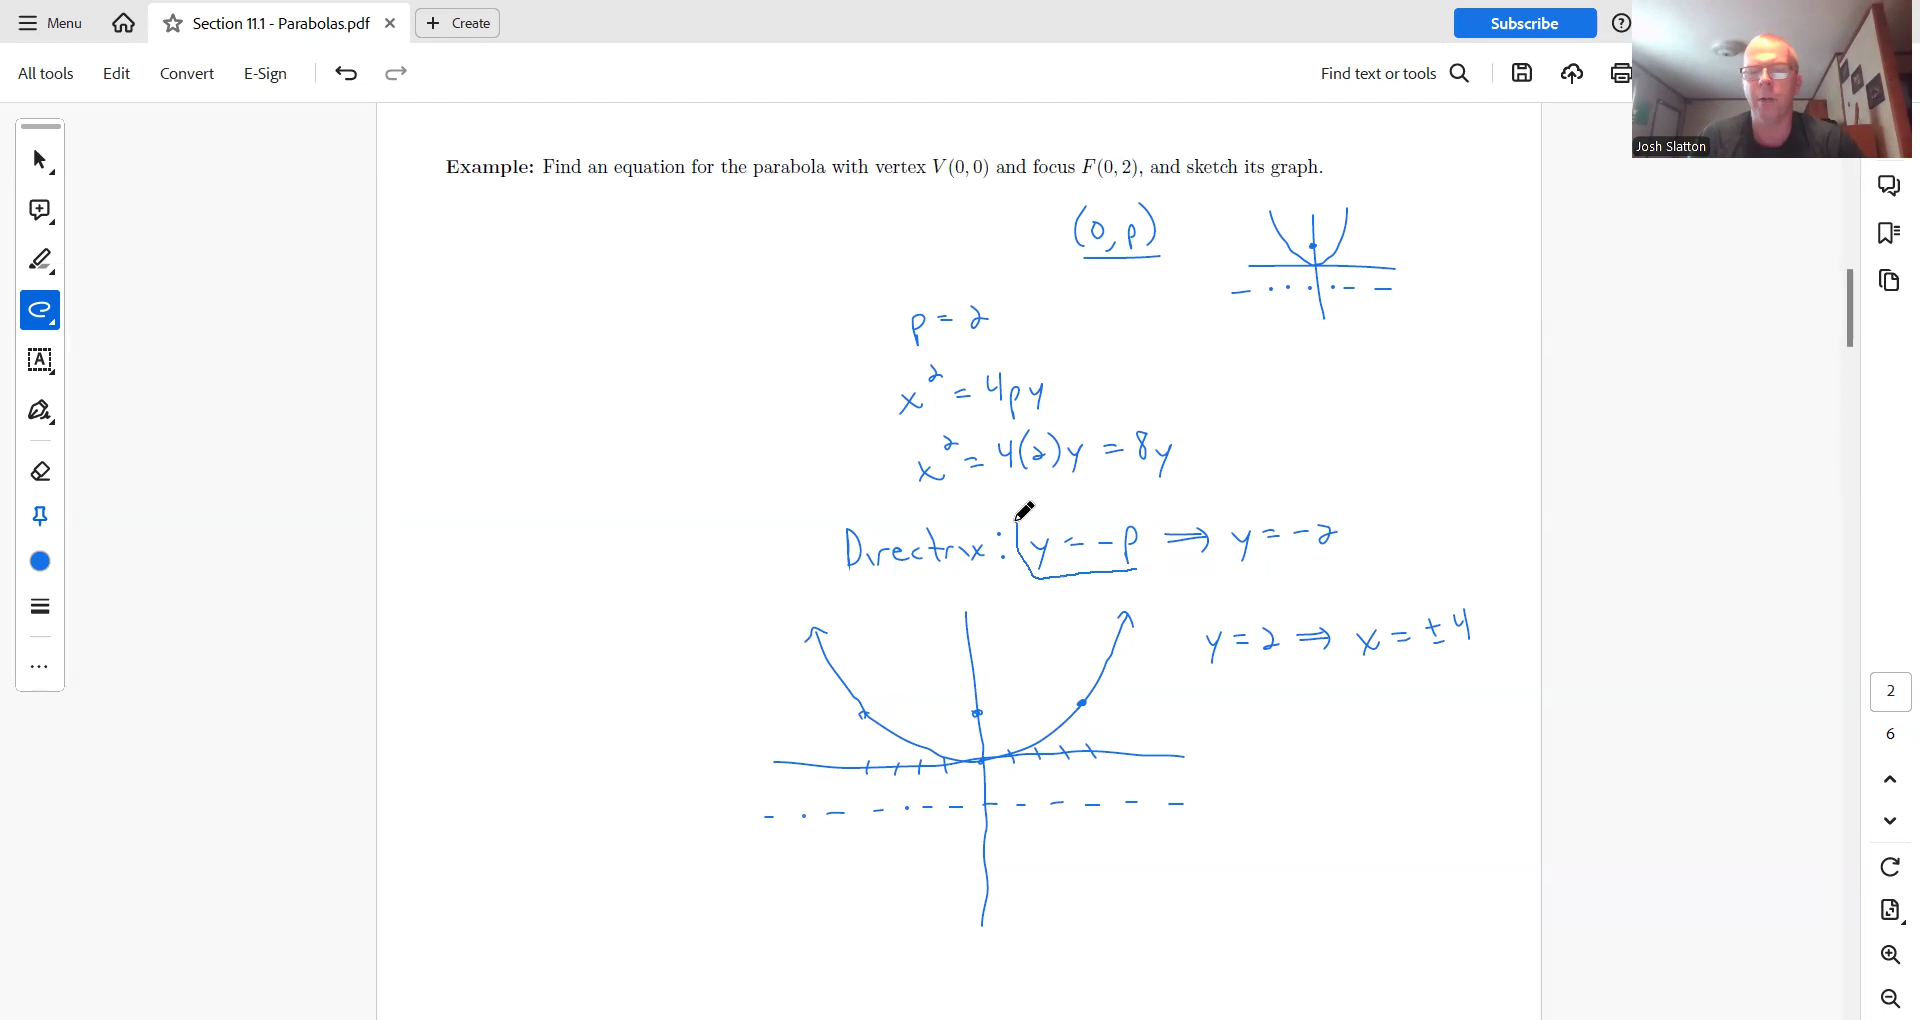 Menu
Section 11.1 - Parabolas.pdf
Create
Subscribe
All tools
Edit
Convert
E-Sign
Find text or tools
Josh Slatton
Example: Find an equation for the parabola with vertex V(0, 0) and focus F(0, 2), and sketch its graph.
(0, p)
p = 2
x² = 4py
x² = 4(2)y = 8y
Directrix: y = -p ⟹ y = -2
y = 2 ⟹ x = ±4
2
6